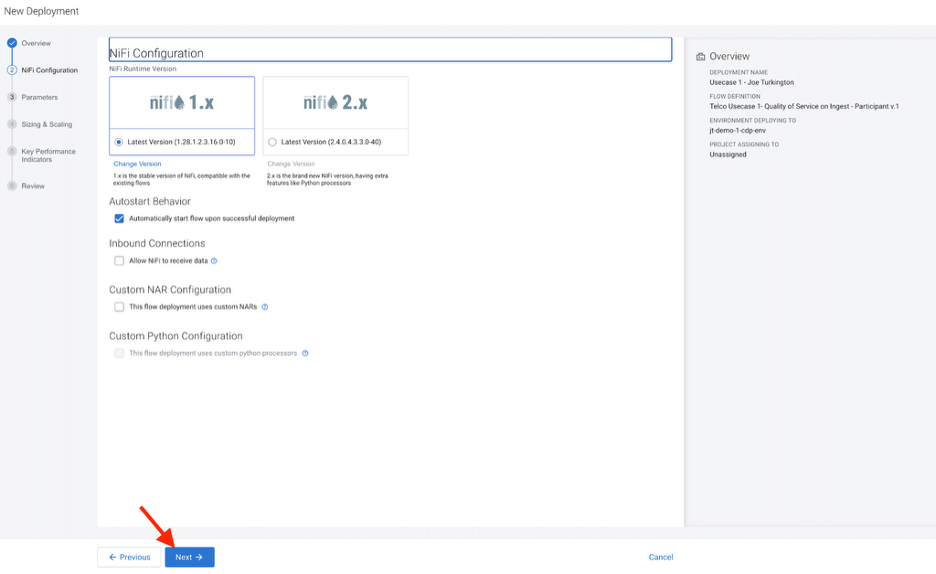 New Deployment
Overview
2 NiFi Configuration
3 Parameters
4 Sizing & Scaling
5 Key Performance
Indicators
6 Review
NiFi Configuration
NiFi Runtime Version
nifi 1.x
nifi 2.x
Latest Version (1.28.1.2.3.16.0-10)
Latest Version (2.4.0.4.3.3.0-40)
Change Version
Change Version
1.x is the stable version of NiFi, compatible with the
existing flows
2.x is the brand new NiFi version, having extra
features like Python processors
Autostart Behavior
Automatically start flow upon successful deployment
Inbound Connections
Allow NiFi to receive data
Custom NAR Configuration
This flow deployment uses custom NARs
Custom Python Configuration
This flow deployment uses custom python processors
Overview
DEPLOYMENT NAME
Usecase 1 - Joe Turkington
FLOW DEFINITION
Telco Usecase 1- Quality of Service on Ingest - Participant v.1
ENVIRONMENT DEPLOYING TO
jt-demo-1-cdp-env
PROJECT ASSIGNING TO
Unassigned
← Previous
Next →
Cancel